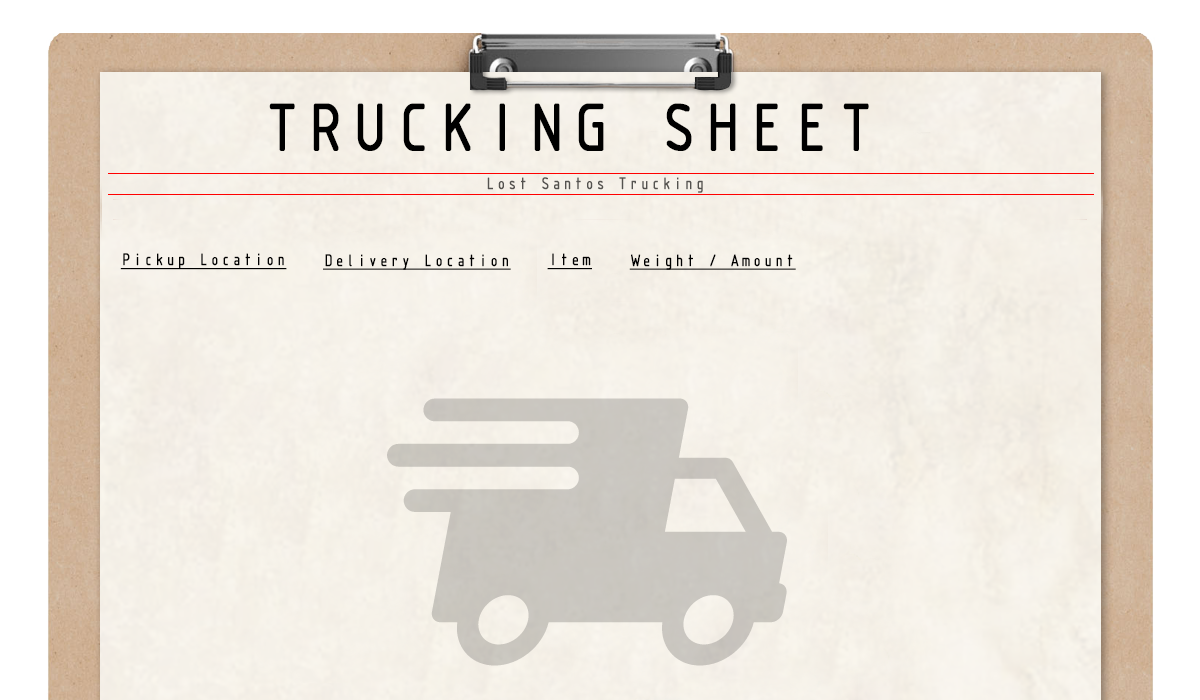 TRUCKING SHEET
Lost Santos Trucking
Pickup Location Delivery Location Item Weight / Amount